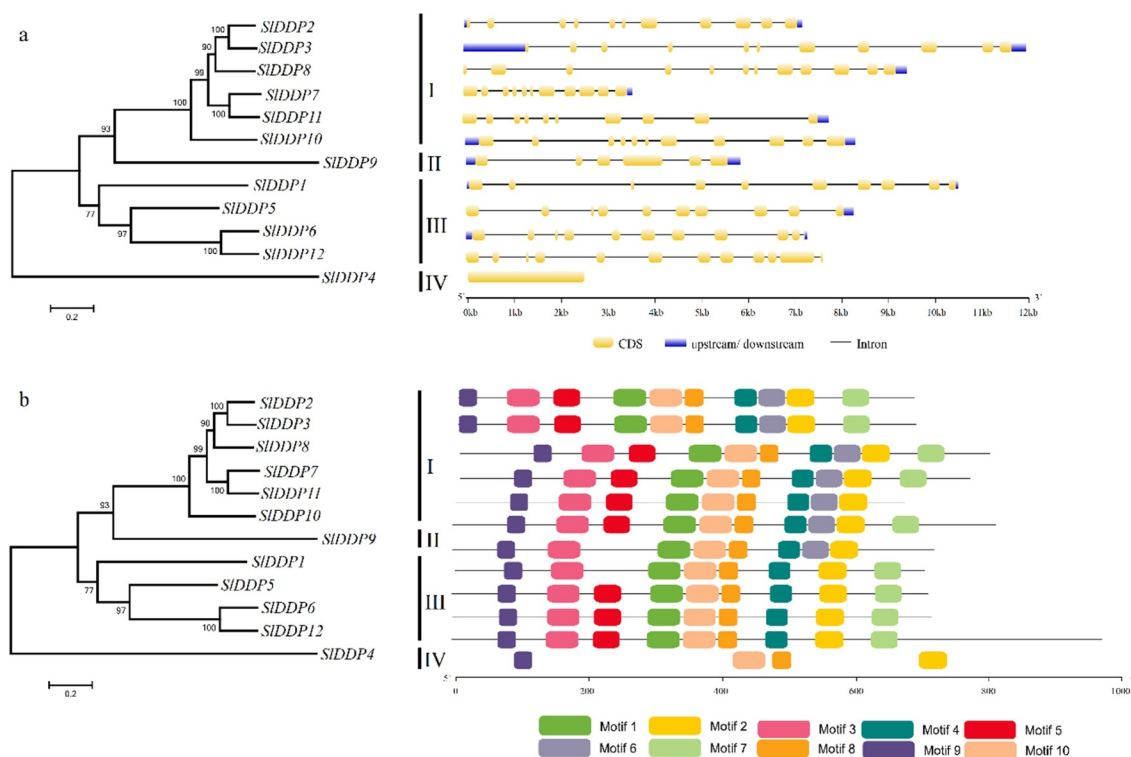 a
SlDDP2
SlDDP3
SlDDP8
SlDDP7
SlDDP11
SlDDP10
SlDDP9
SlDDP1
SlDDP5
SlDDP6
SlDDP12
SlDDP4
100
90
99
100
100
93
77
97
100
0.2
I
II
III
IV
5' 3'
0kb 1kb 2kb 3kb 4kb 5kb 6kb 7kb 8kb 9kb 10kb 11kb 12kb
CDS upstream/ downstream Intron
b
SlDDP2
SlDDP3
SlDDP8
SlDDP7
SlDDP11
SlDDP10
SlDDP9
SlDDP1
SlDDP5
SlDDP6
SlDDP12
SlDDP4
100
90
99
100
100
93
77
97
100
0.2
I
II
III
IV
5'
0 200 400 600 800 1000
Motif 1 Motif 2 Motif 3 Motif 4 Motif 5
Motif 6 Motif 7 Motif 8 Motif 9 Motif 10